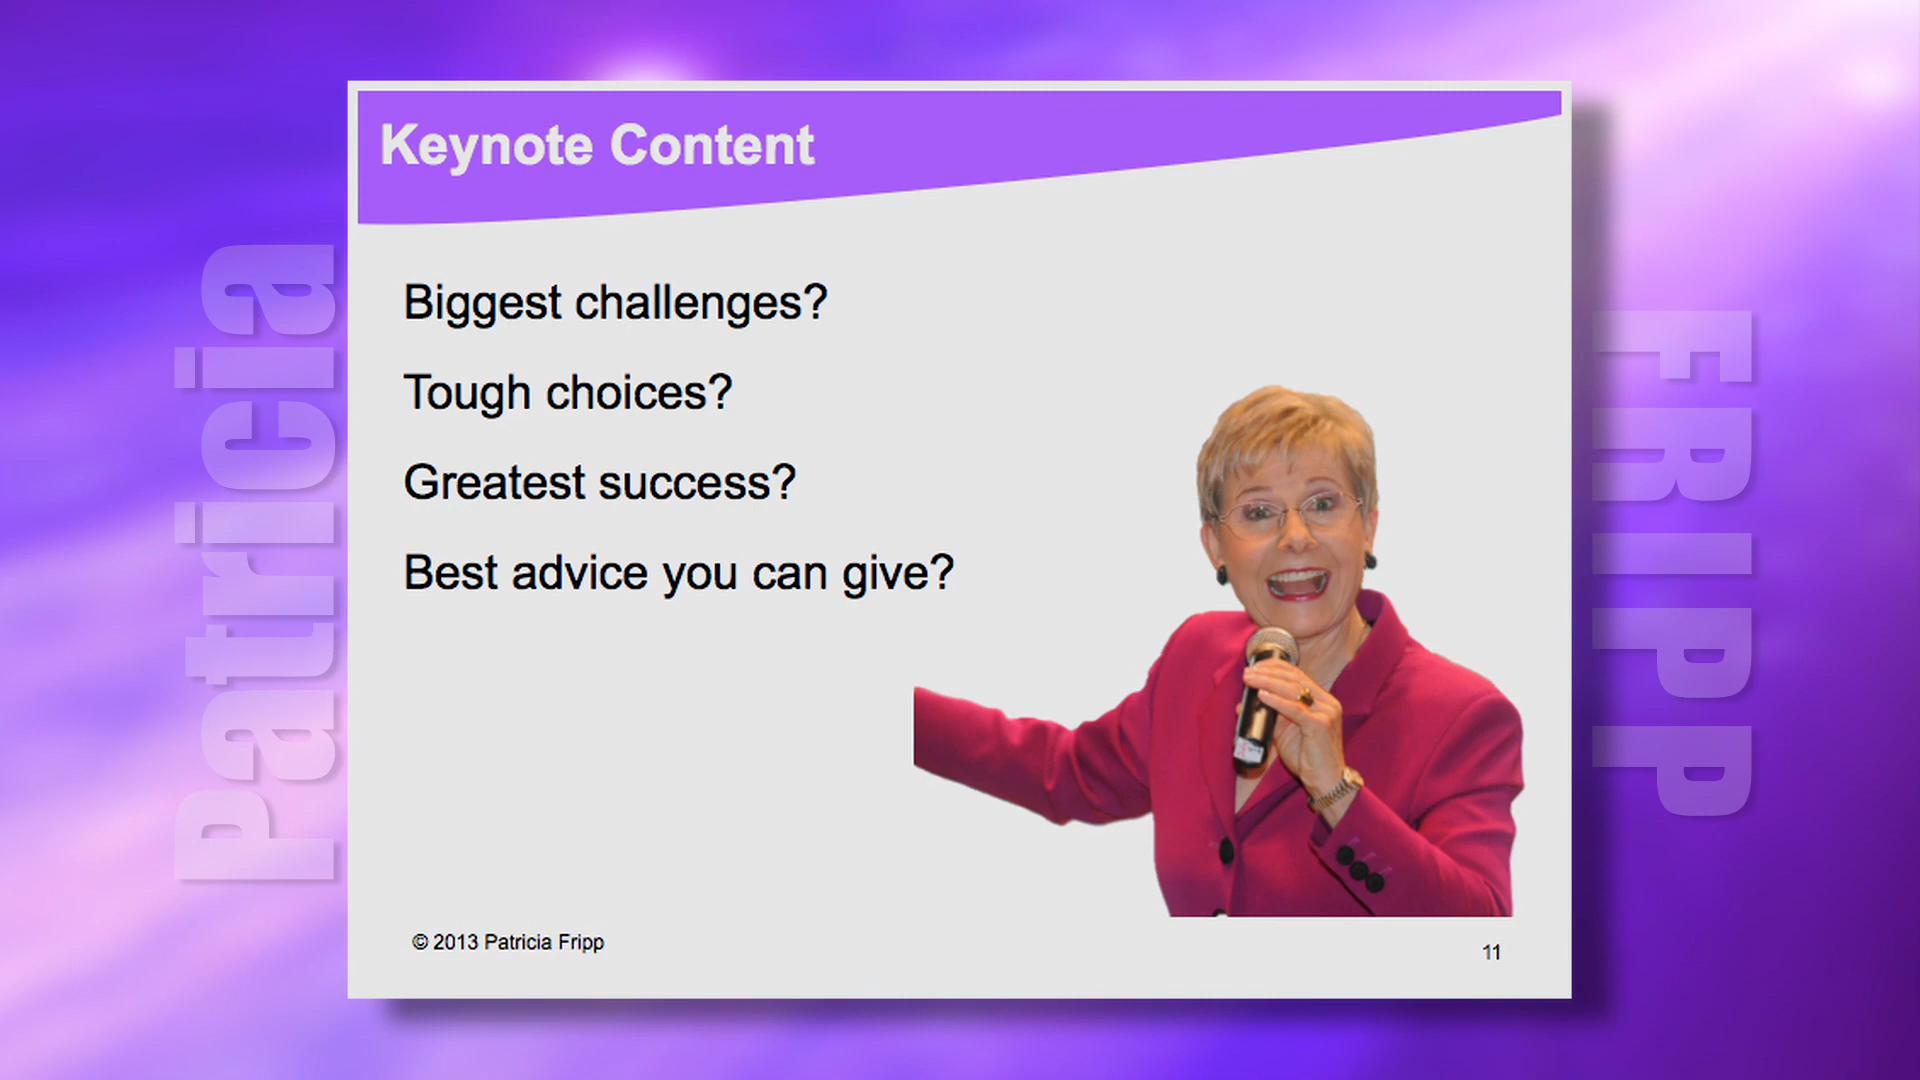 Patricia
FRIPP
Keynote Content
Biggest challenges?
Tough choices?
Greatest success?
Best advice you can give?
© 2013 Patricia Fripp
11